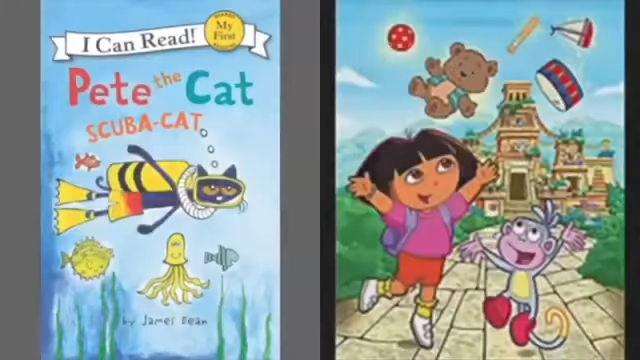 I Can Read!
My
First
Pete the Cat
SCUBA-CAT
by James Dean